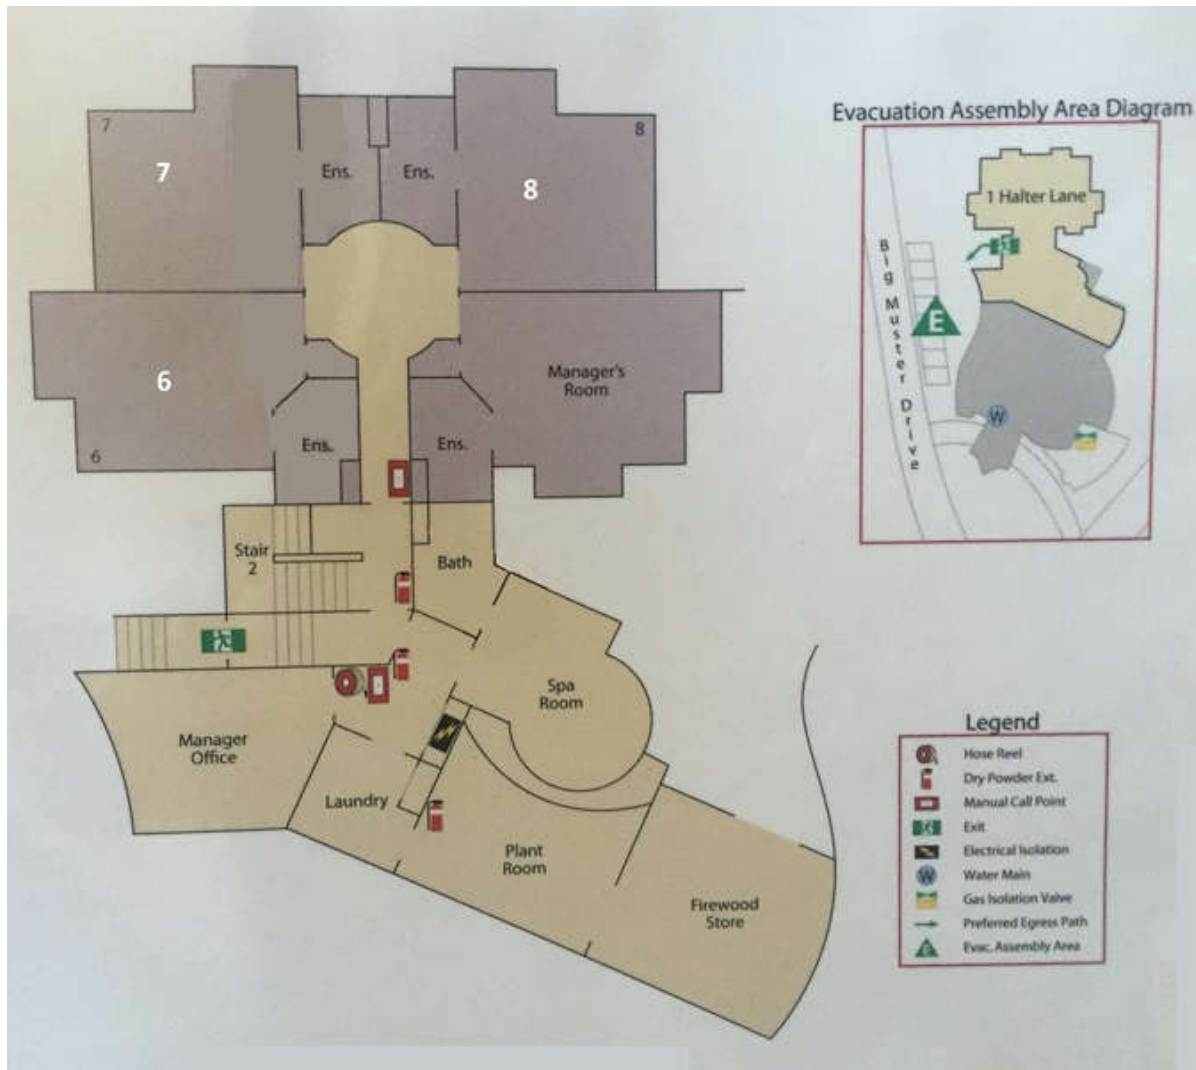 Evacuation Assembly Area Diagram
7
7
Ens.
Ens.
8
8
1 Halter Lane
Big Muster Drive
E
W
6
6
Ens.
Ens.
Manager's
Room
Stair
2
Bath
Spa
Room
Manager
Office
Laundry
Plant
Room
Firewood
Store
Legend
Hose Reel
Dry Powder Ext.
Manual Call Point
Exit
Electrical Isolation
W
Water Main
Gas Isolation Valve
Preferred Egress Path
E
Evac. Assembly Area